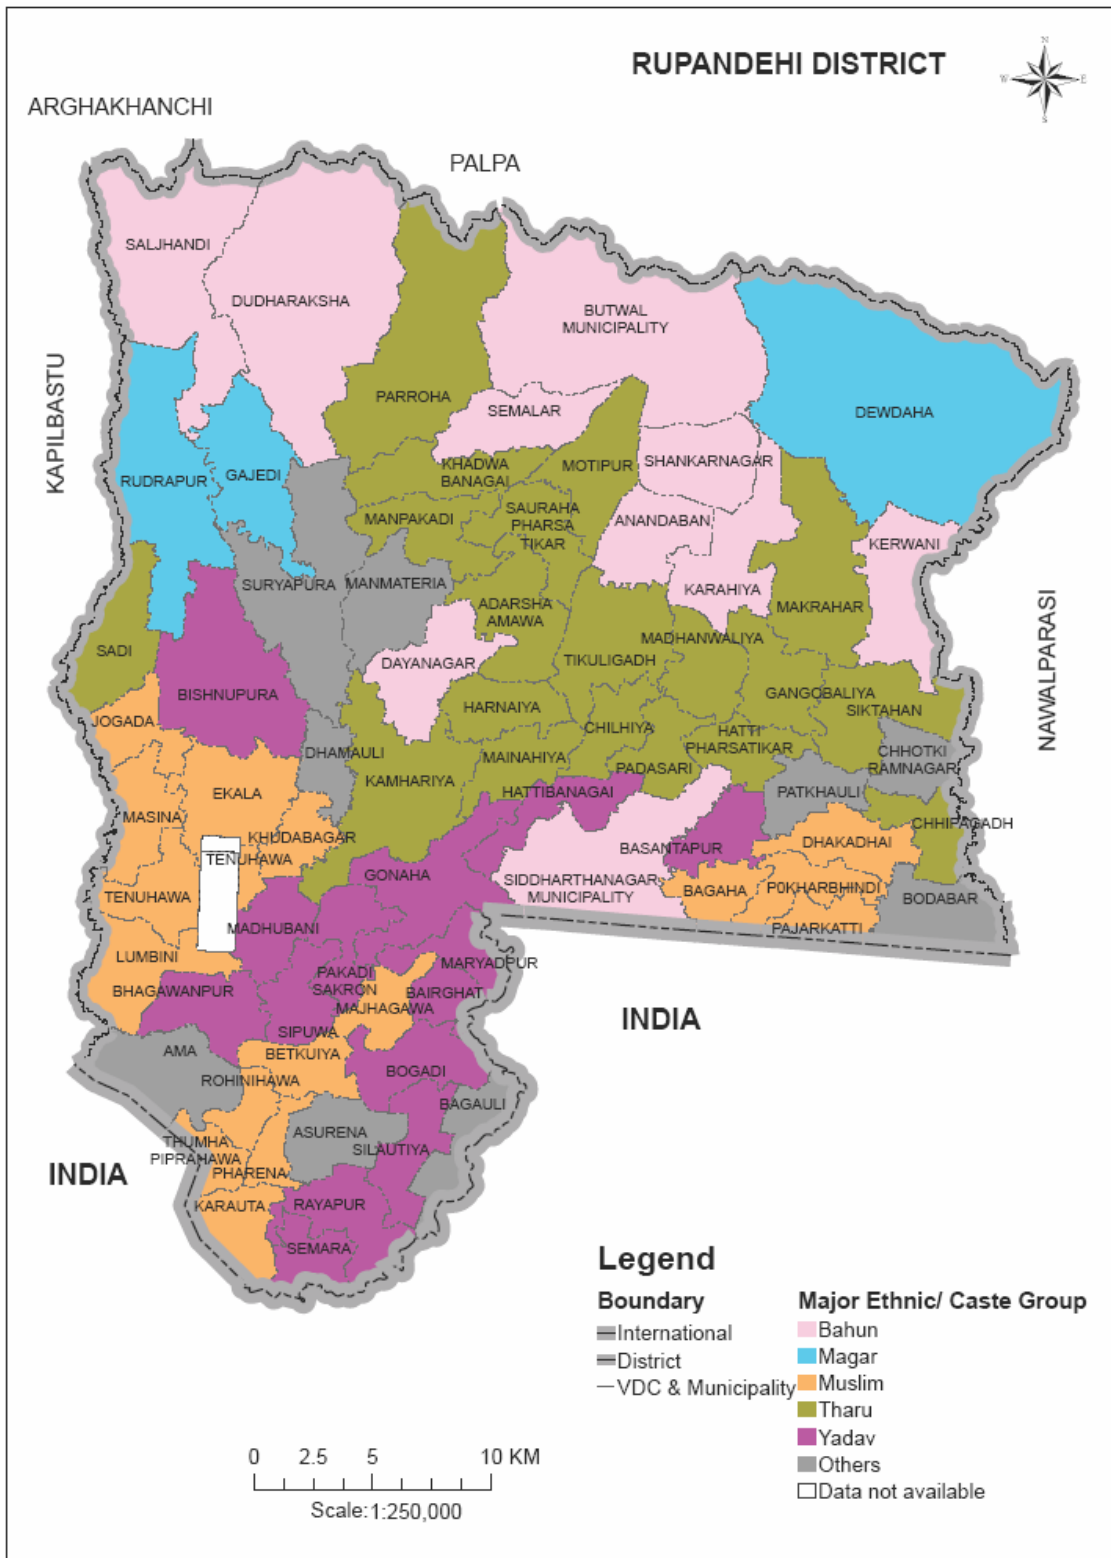 RUPANDEHI DISTRICT
N
W
E
S
ARGHAKHANCHI
PALPA
KAPILBASTU
NAWALPARASI
SALJHANDI
DUDHARAKSHA
BUTWAL
MUNICIPALITY
PARROHA
SEMALAR
DEWDAHA
RUDRAPUR
GAJEDI
KHADWA
BANAGAI
MOTIPUR
SHANKARNAGAR
MANPAKADI
SAURAHA
PHARSA
TIKAR
ANANDABAN
KERWANI
SURYAPURA
MANMATERIA
KARAHIYA
ADARSHA
AMAWA
MAKRAHAR
SADI
MADHANWALIYA
DAYANAGAR
TIKULIGADH
BISHNUPURA
GANGOBALIYA
SIKTAHAN
JOGADA
HARNAIYA
CHILHIYA
HATTI
PHARSATIKAR
DHAMAULI
MAINAHIYA
CHHOTKI
RAMNAGAR
KAMHARIYA
PADASARI
EKALA
HATTIBANAGAI
PATKHAULI
MASINA
KHUDABAGAR
CHHIPAGADH
TENUHAWA
BASANTAPUR
DHAKADHAI
GONAHA
SIDDHARTHANAGAR
MUNICIPALITY
BAGAHA
POKHARBHINDI
TENUHAWA
BODABAR
MADHUBANI
PAJARKATTI
LUMBINI
PAKADI
SAKRON
MARYADPUR
BHAGAWANPUR
MAJHAGAWA
BAIRGHAT
SIPUWA
INDIA
AMA
BETKUIYA
ROHINIHAWA
BOGADI
BAGAULI
ASURENA
THUMHA
PIPRAHAWA
SILAUTIYA
INDIA
PHARENA
KARAUTA
RAYAPUR
SEMARA
Legend
Boundary
International
District
VDC & Municipality
Major Ethnic/ Caste Group
Bahun
Magar
Muslim
Tharu
Yadav
Others
Data not available
0 2.5 5 10 KM
Scale:1:250,000